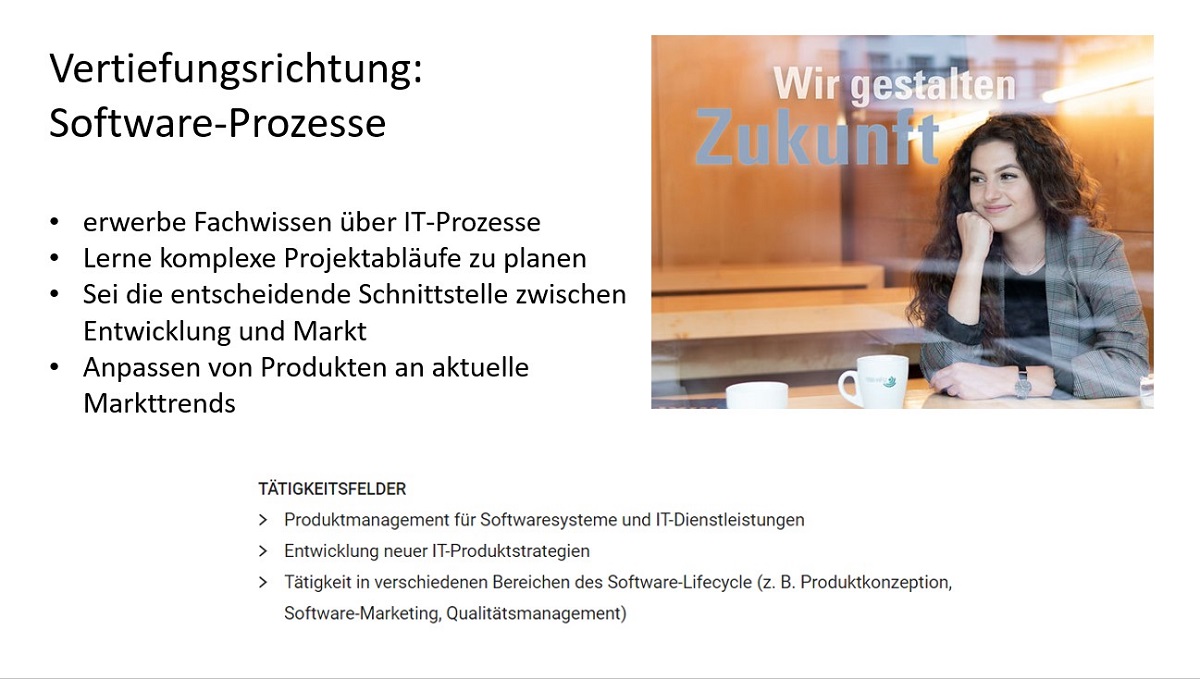 Vertiefungsrichtung:
Software-Prozesse
• erwerbe Fachwissen über IT-Prozesse
• Lerne komplexe Projektabläufe zu planen
• Sei die entscheidende Schnittstelle zwischen
Entwicklung und Markt
• Anpassen von Produkten an aktuelle
Markttrends
Wir gestalten
Zukunft
TÄTIGKEITSFELDER
> Produktmanagement für Softwaresysteme und IT-Dienstleistungen
> Entwicklung neuer IT-Produktstrategien
> Tätigkeit in verschiedenen Bereichen des Software-Lifecycle (z. B. Produktkonzeption,
Software-Marketing, Qualitätsmanagement)